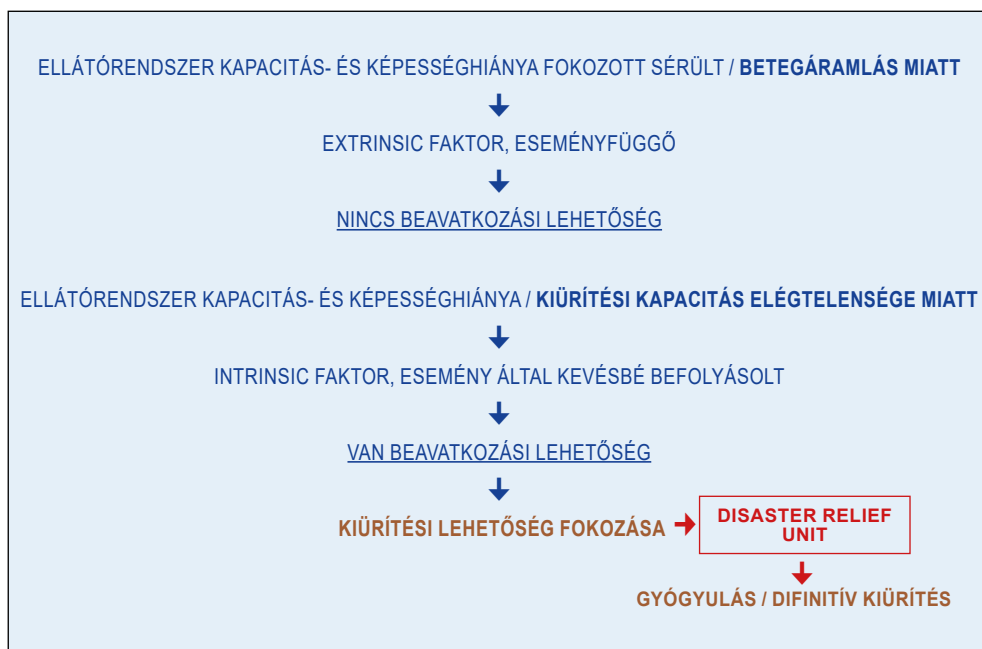 ELLÁTÓRENDSZER KAPACITÁS- ÉS KÉPESSÉGHIÁNYA FOKOZOTT SÉRÜLT / BETEGÁRAMLÁS MIATT
EXTRINSIC FAKTOR, ESEMÉNYFÜGGŐ
NINCS BEAVATKOZÁSI LEHETŐSÉG
ELLÁTÓRENDSZER KAPACITÁS- ÉS KÉPESSÉGHIÁNYA / KIÜRÍTÉSI KAPACITÁS ELÉGTELENSÉGE MIATT
INTRINSIC FAKTOR, ESEMÉNY ÁLTAL KEVÉSBÉ BEFOLYÁSOLT
VAN BEAVATKOZÁSI LEHETŐSÉG
KIÜRÍTÉSI LEHETŐSÉG FOKOZÁSA
DISASTER RELIEF
UNIT
GYÓGYULÁS / DIFINITÍV KIÜRÍTÉS